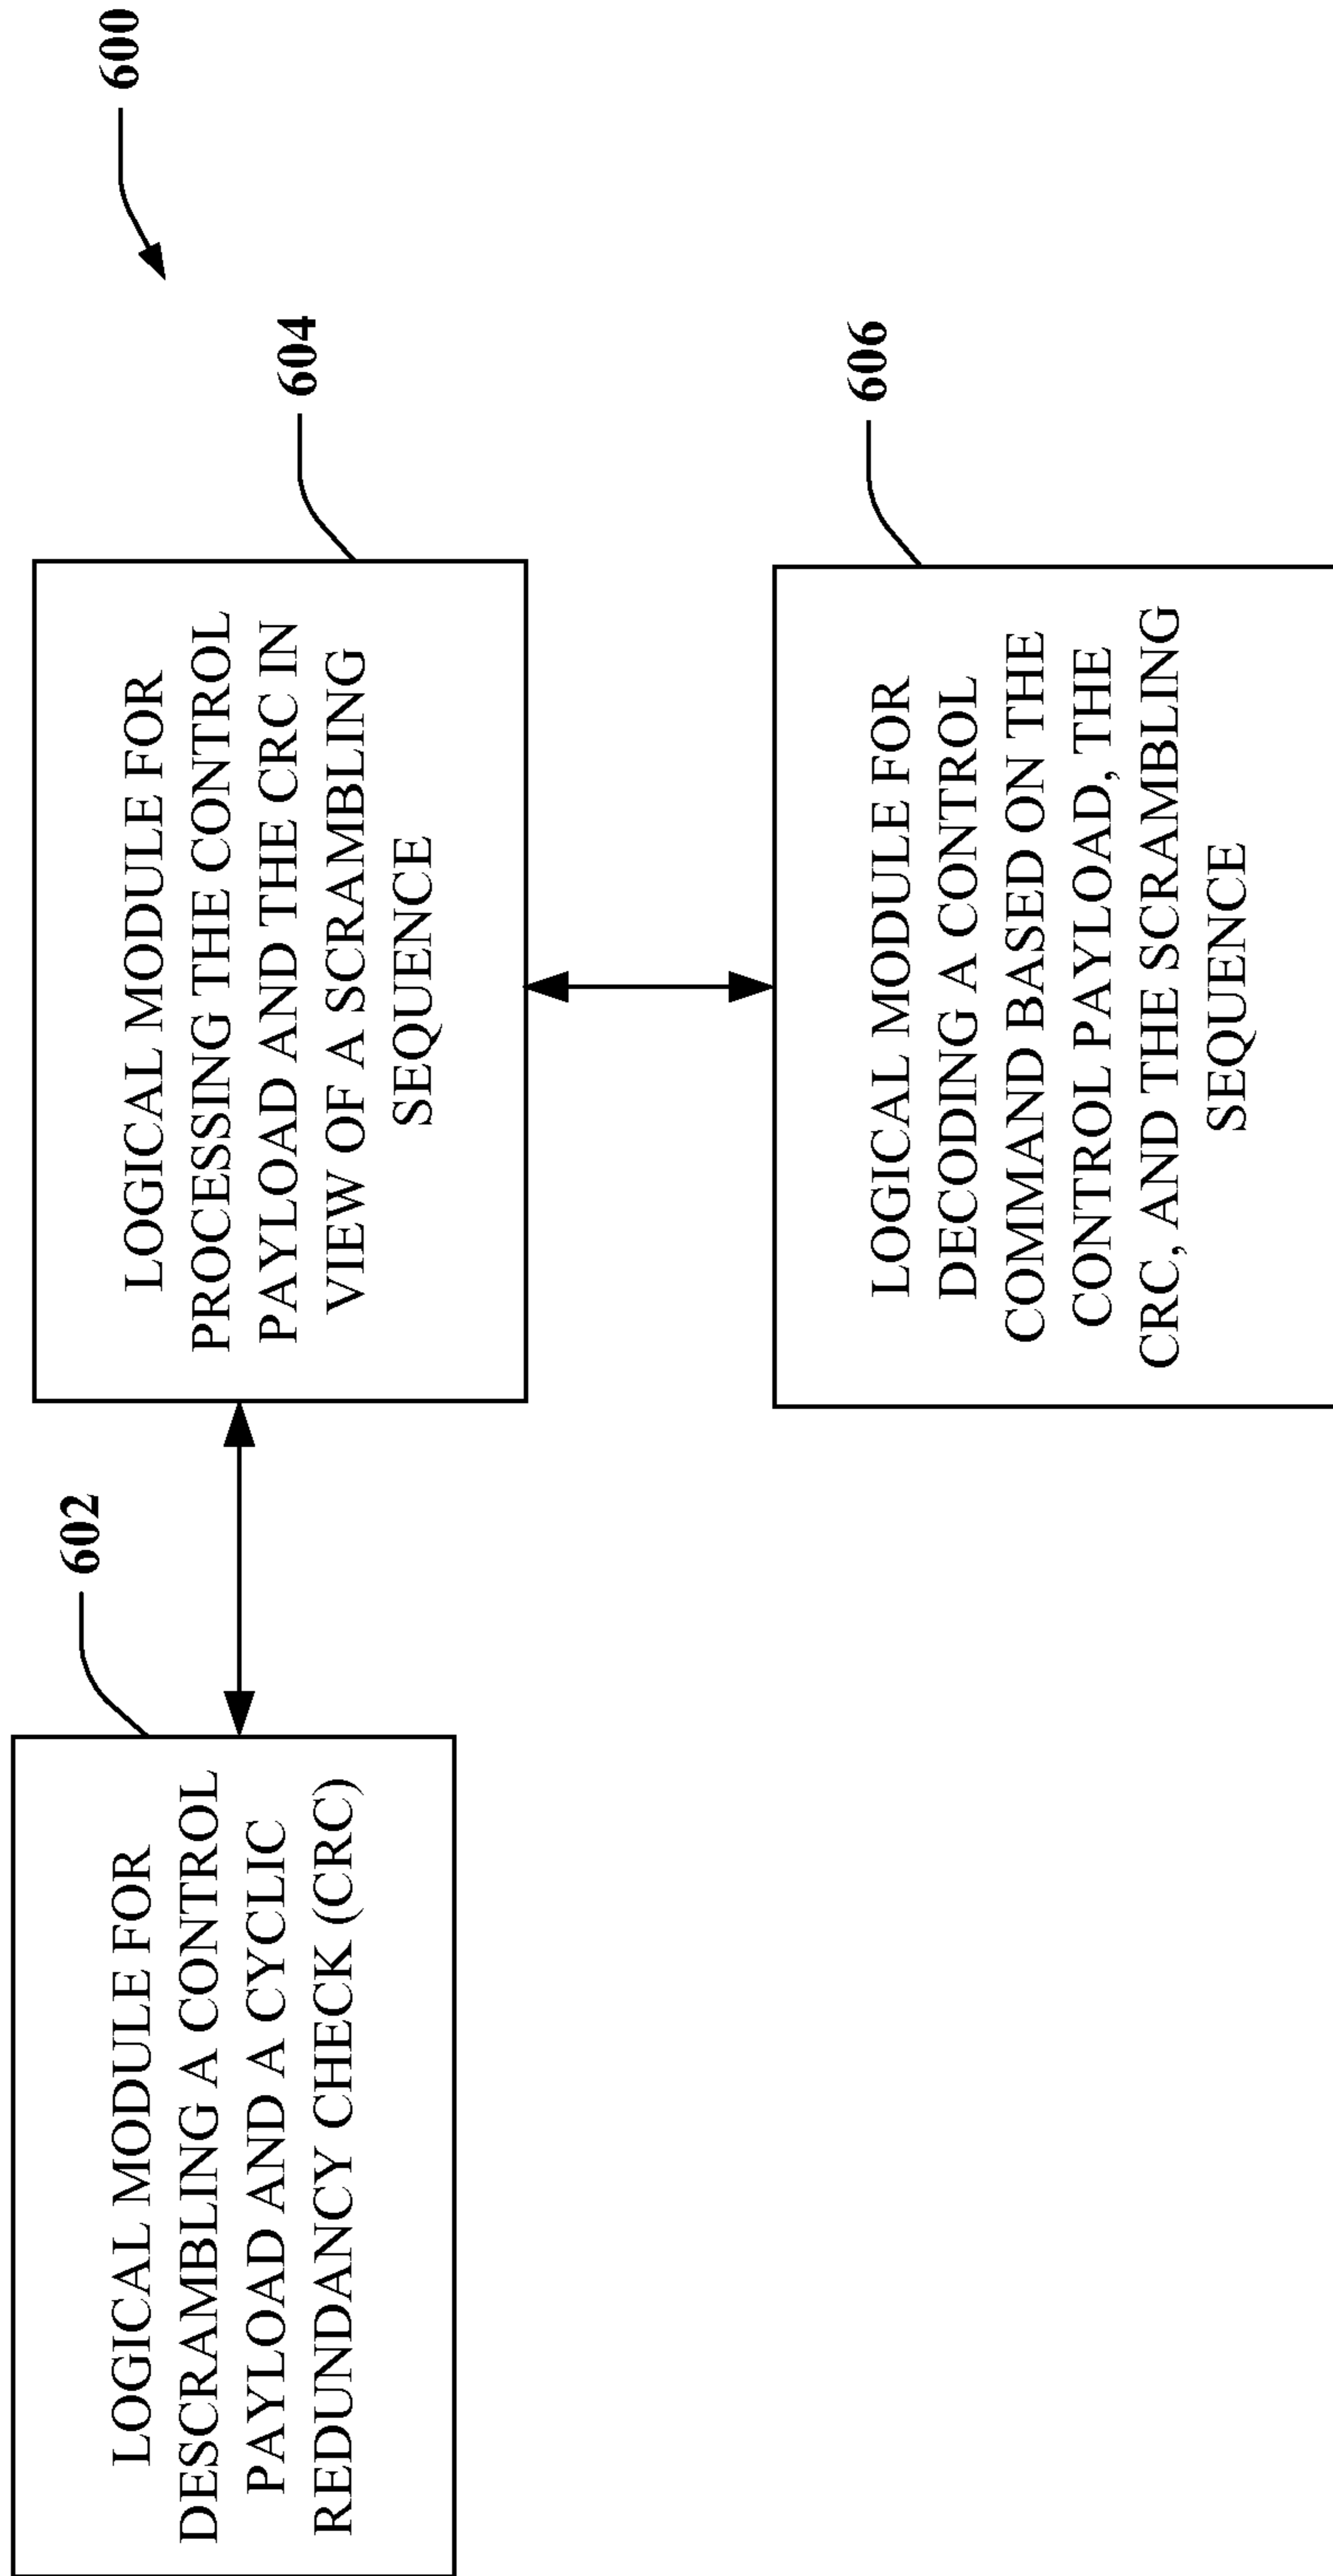 600
602
LOGICAL MODULE FOR
DESCRAMBLING A CONTROL
PAYLOAD AND A CYCLIC
REDUNDANCY CHECK (CRC)
604
LOGICAL MODULE FOR
PROCESSING THE CONTROL
PAYLOAD AND THE CRC IN
VIEW OF A SCRAMBLING
SEQUENCE
606
LOGICAL MODULE FOR
DECODING A CONTROL
COMMAND BASED ON THE
CONTROL PAYLOAD, THE
CRC, AND THE SCRAMBLING
SEQUENCE